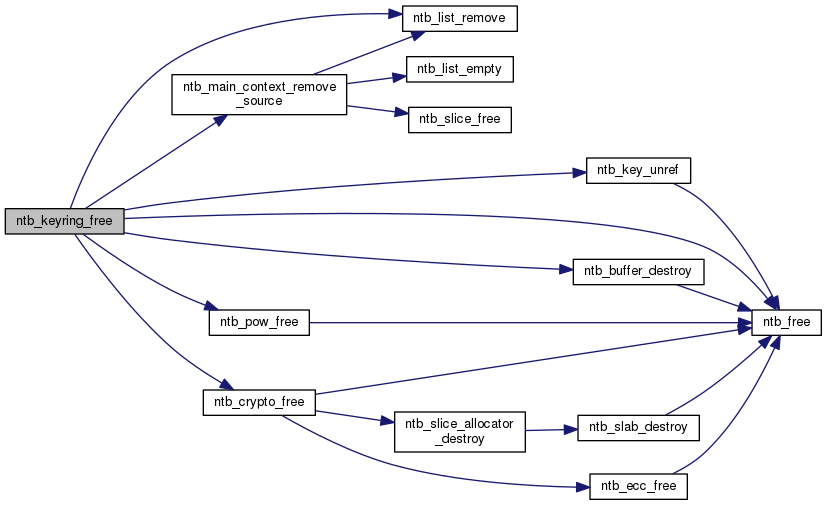 ntb_list_remove
ntb_main_context_remove
_source
ntb_list_empty
ntb_slice_free
ntb_key_unref
ntb_keyring_free
ntb_buffer_destroy
ntb_pow_free
ntb_free
ntb_crypto_free
ntb_slice_allocator
_destroy
ntb_slab_destroy
ntb_ecc_free